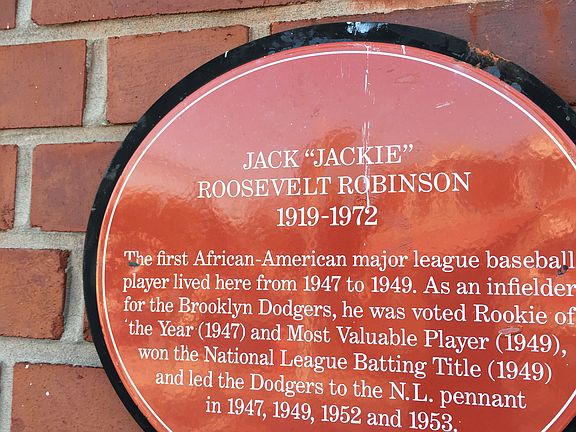 JACK "JACKIE"
ROOSEVELT ROBINSON
1919-1972
The first African-American major league baseball
player lived here from 1947 to 1949. As an infielder
for the Brooklyn Dodgers, he was voted Rookie of
the Year (1947) and Most Valuable Player (1949),
won the National League Batting Title (1949)
and led the Dodgers to the N.L. pennant
in 1947, 1949, 1952 and 1953.